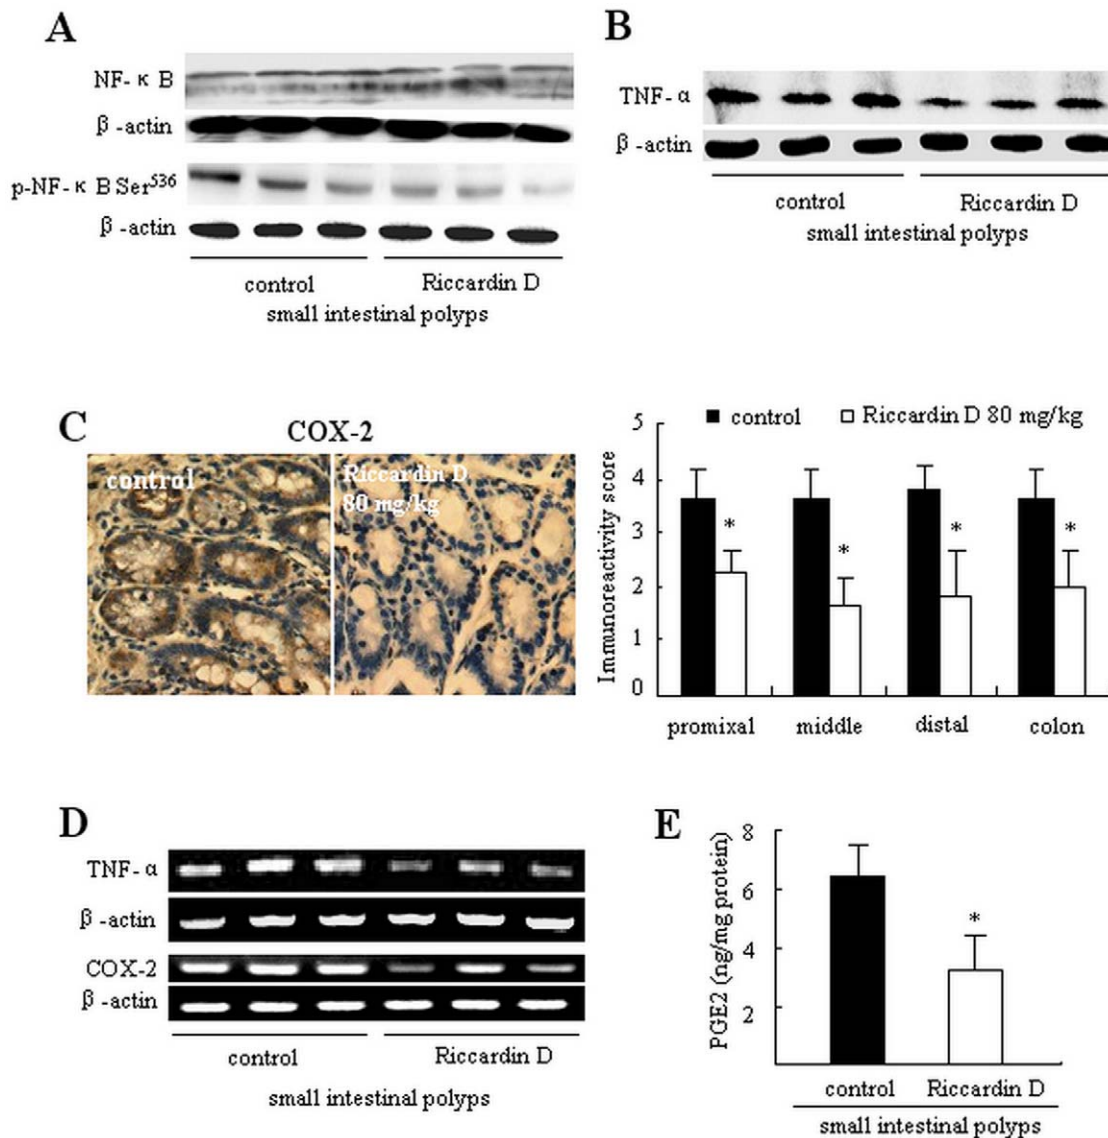 A
NF-κ B
β-actin
p-NF-κ B Ser536
β-actin
control Riccardin D
small intestinal polyps
B
TNF-α
β-actin
control Riccardin D
small intestinal polyps
C
COX-2
control
Riccardin D
80 mg/kg
control Riccardin D 80 mg/kg
Immunoreactivity score
5
4
3
2
1
0
promixal middle distal colon
* * * *
D
TNF-α
β-actin
COX-2
β-actin
control Riccardin D
small intestinal polyps
E
PGE2 (ng/mg protein)
8
6
4
2
*
control Riccardin D
small intestinal polyps